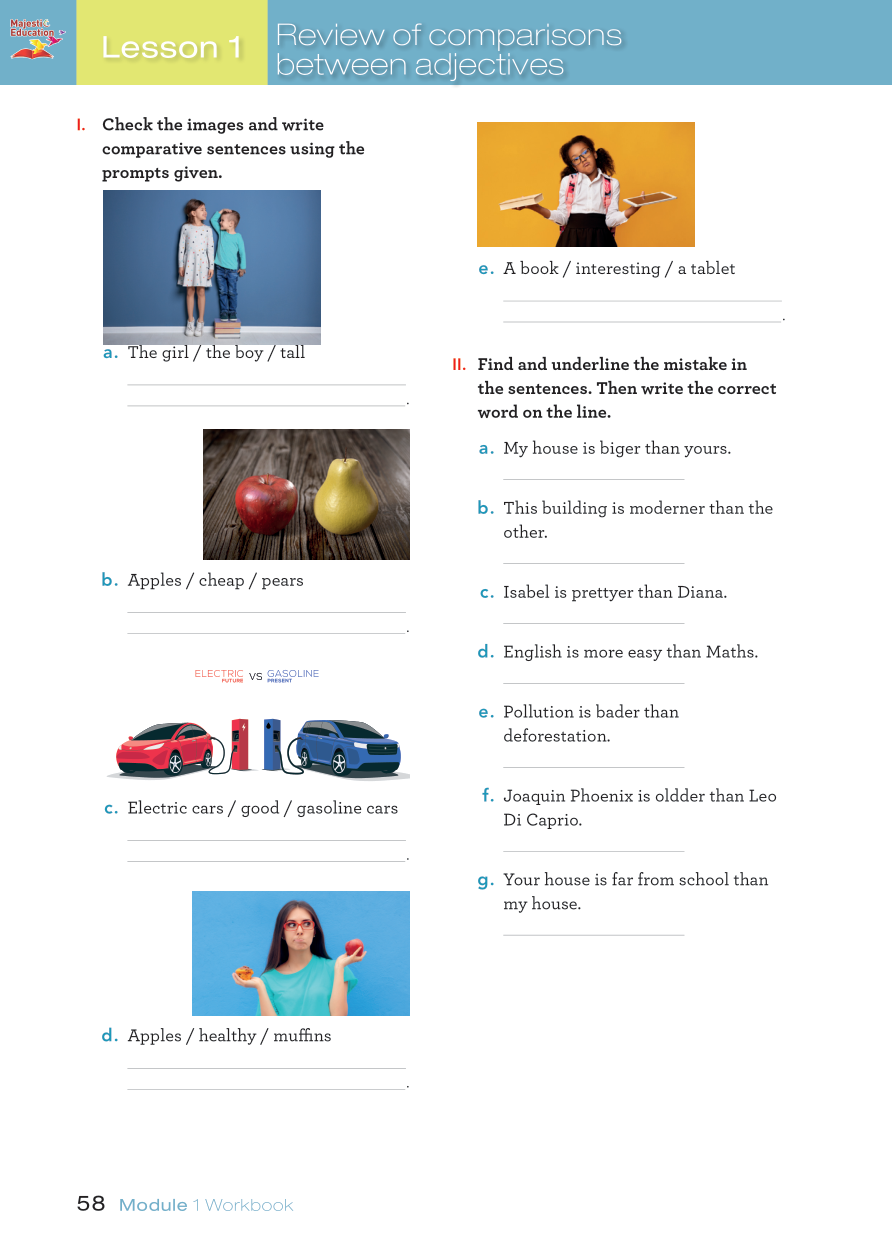 Majestic
Education
Lesson 1
Review of comparisons
between adjectives
I. Check the images and write
comparative sentences using the
prompts given.
a. The girl / the boy / tall
.
b. Apples / cheap / pears
.
ELECTRIC VS GASOLINE
FUTURE PRESENT
c. Electric cars / good / gasoline cars
.
d. Apples / healthy / muffins
.
e. A book / interesting / a tablet
.
II. Find and underline the mistake in
the sentences. Then write the correct
word on the line.
a. My house is biger than yours.
b. This building is moderner than the
other.
c. Isabel is prettyer than Diana.
d. English is more easy than Maths.
e. Pollution is bader than
deforestation.
f. Joaquin Phoenix is oldder than Leo
Di Caprio.
g. Your house is far from school than
my house.
58 Module 1 Workbook